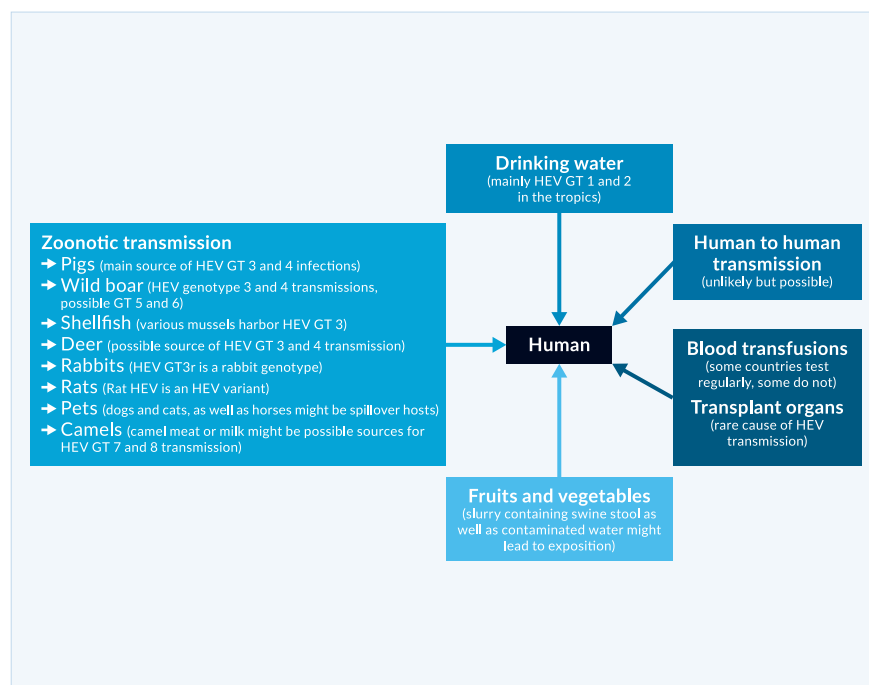 Drinking water
(mainly HEV GT 1 and 2
in the tropics)
Zoonotic transmission
→ Pigs (main source of HEV GT 3 and 4 infections)
→ Wild boar (HEV genotype 3 and 4 transmissions,
possible GT 5 and 6)
→ Shellfish (various mussels harbor HEV GT 3)
→ Deer (possible source of HEV GT 3 and 4 transmission)
→ Rabbits (HEV GT3r is a rabbit genotype)
→ Rats (Rat HEV is an HEV variant)
→ Pets (dogs and cats, as well as horses might be spillover hosts)
→ Camels (camel meat or milk might be possible sources for
HEV GT 7 and 8 transmission)
Human to human
transmission
(unlikely but possible)
Human
Blood transfusions
(some countries test
regularly, some do not)
Transplant organs
(rare cause of HEV
transmission)
Fruits and vegetables
(slurry containing swine stool as
well as contaminated water might
lead to exposition)